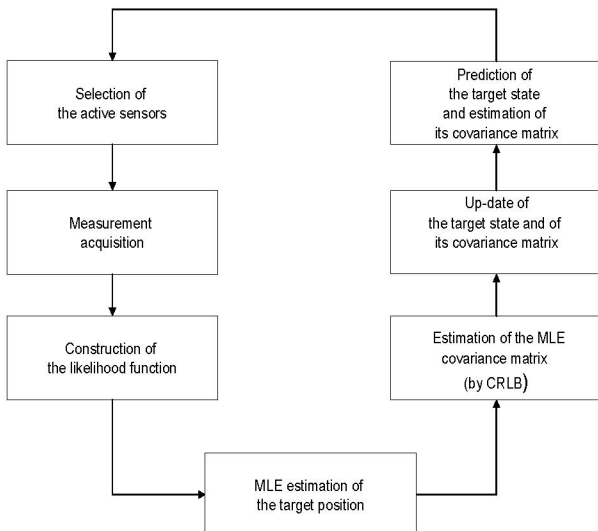 Selection of
the active sensors
Measurement
acquisition
Construction of
the likelihood function
MLE estimation of
the target position
Estimation of the MLE
covariance matrix
(by CRLB)
Up-date of
the target state and of
its covariance matrix
Prediction of
the target state
and estimation of
its covariance matrix